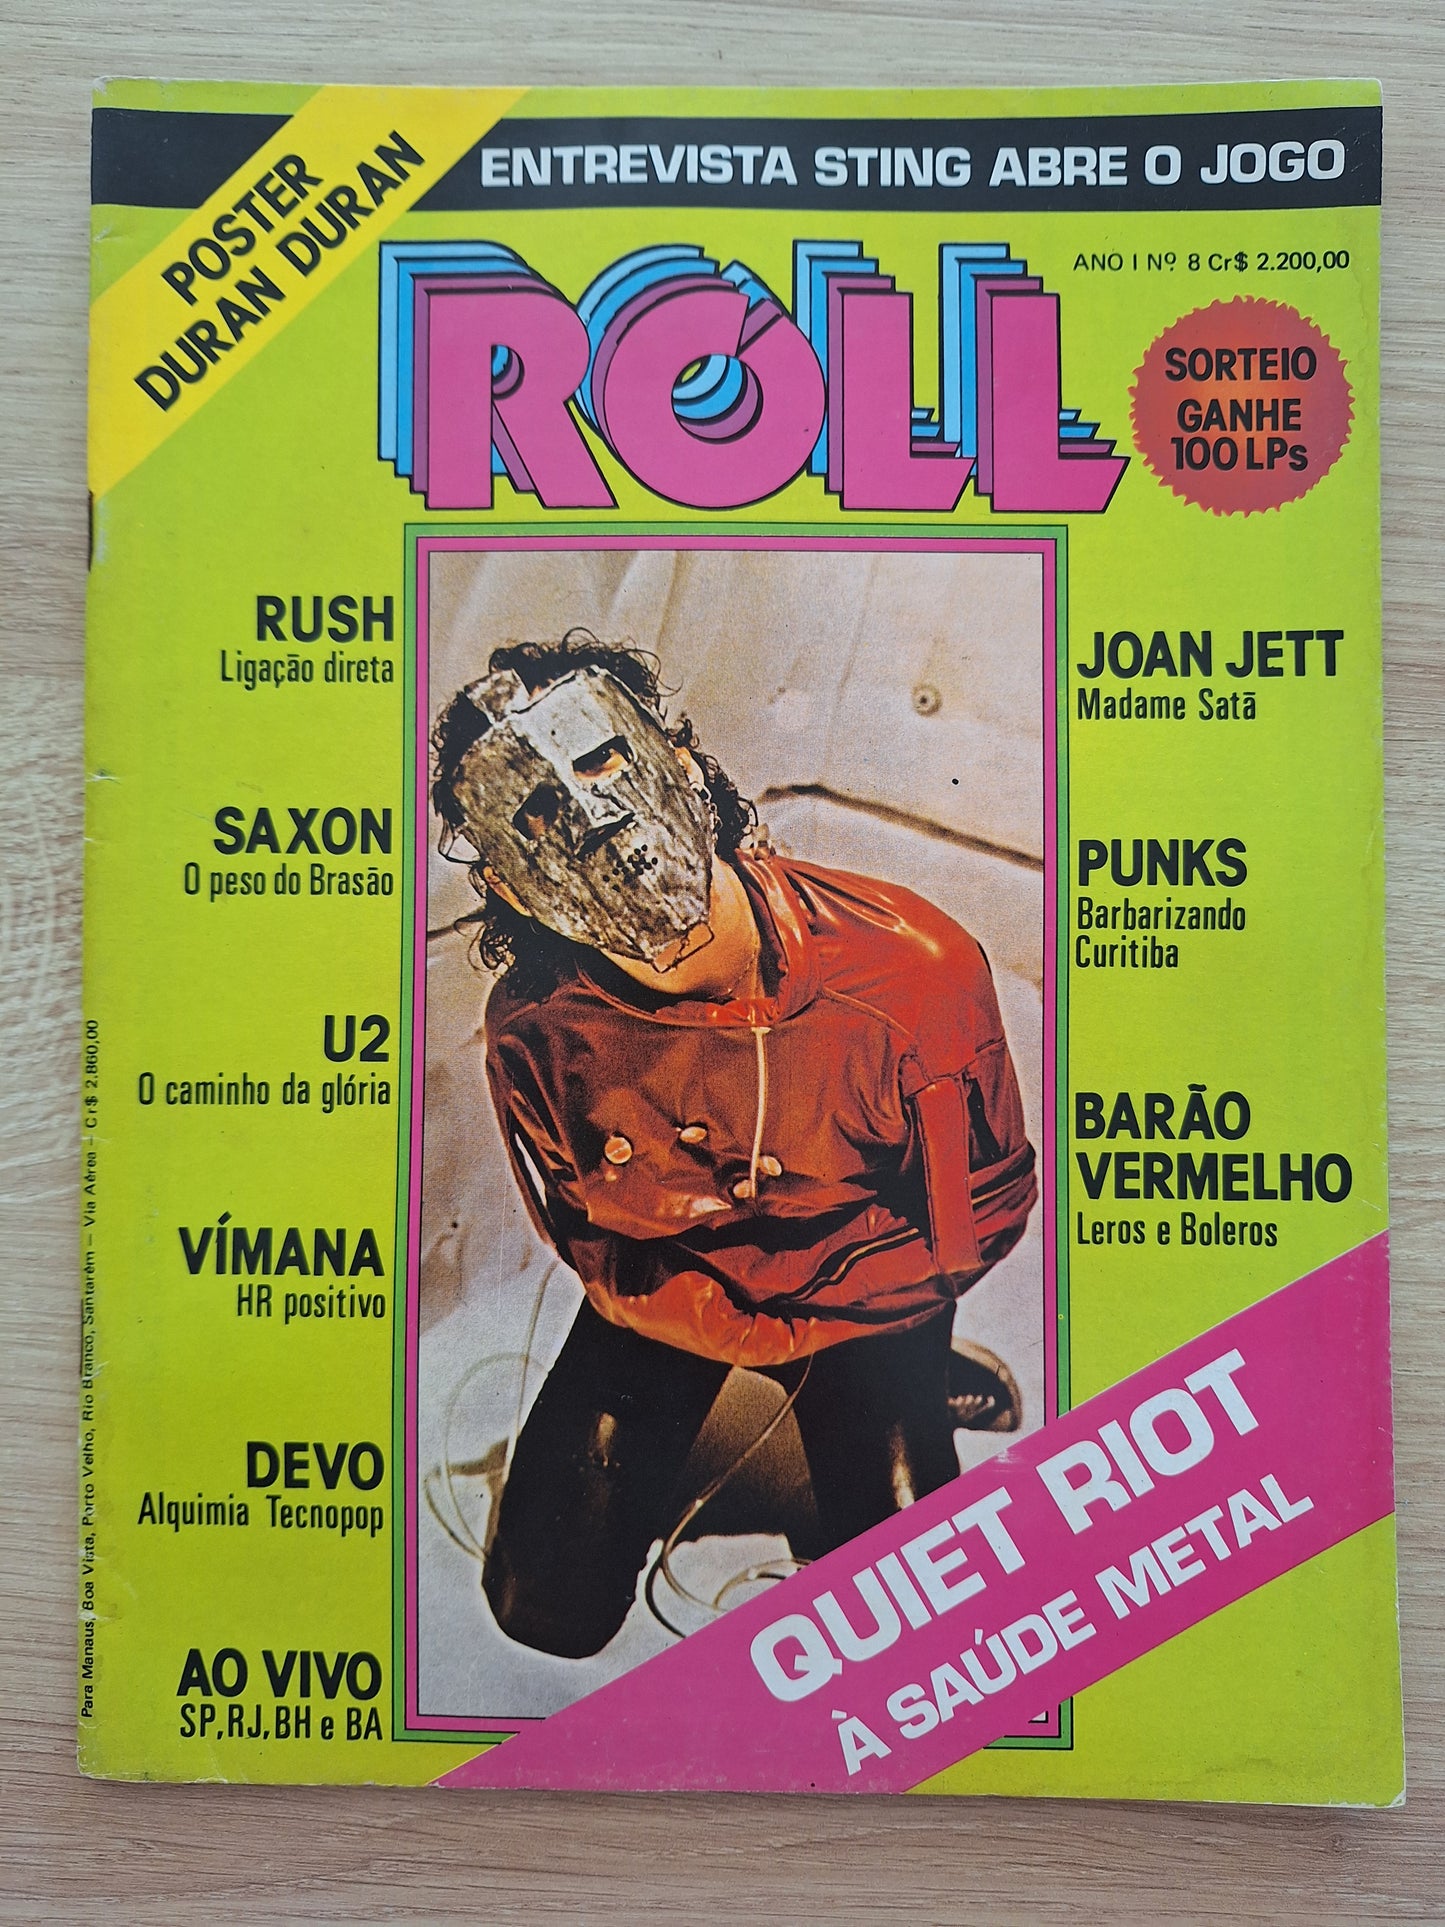 POSTER
DURAN DURAN
ENTREVISTA STING ABRE O JOGO
ROLL
ANO I Nº 8 Cr$ 2.200,00
SORTEIO
GANHE
100 LPs
RUSH
Ligação direta
SAXON
O peso do Brasão
U2
O caminho da glória
VÍMANA
HR positivo
DEVO
Alquimia Tecnopop
AO VIVO
SP, RJ, BH e BA
JOAN JETT
Madame Satã
PUNKS
Barbarizando
Curitiba
BARÃO
VERMELHO
Leros e Boleros
QUIET RIOT
À SAÚDE METAL
Para Manaus, Boa Vista, Porto Velho, Rio Branco, Santarém – Via Aérea – Cr$ 2.860,00